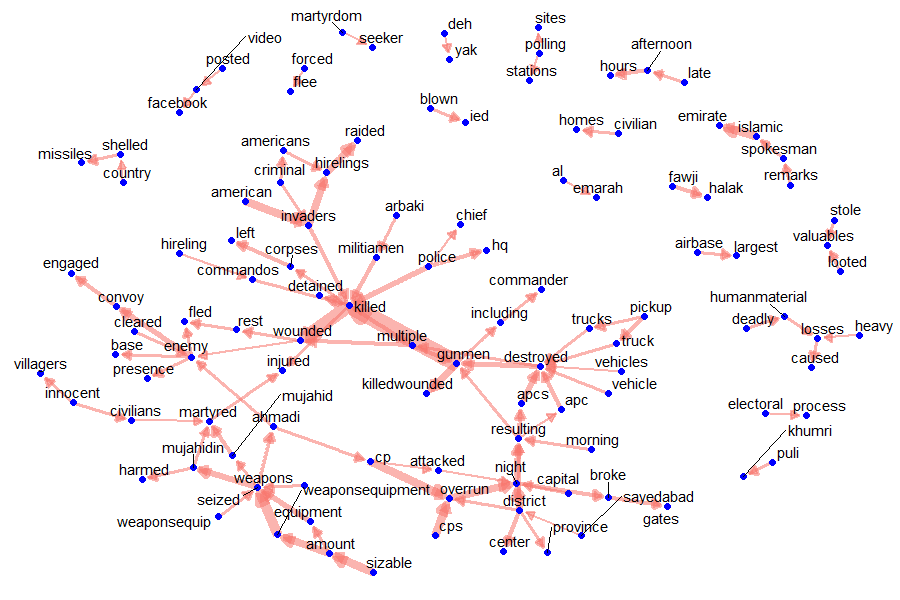 martyrdom
seeker
deh
yak
sites
polling
stations
video
posted
facebook
forced
flee
afternoon
hours
late
blown
ied
homes
civilian
emirate
islamic
spokesman
remarks
missiles
shelled
country
americans
raided
criminal
hirelings
american
invaders
al
emarah
fawji
halak
stole
valuables
looted
airbase
largest
arbaki
chief
hq
police
militiamen
left
corpses
hireling
commandos
detained
killed
engaged
convoy
cleared
fled
rest
wounded
base
enemy
presence
multiple
including
commander
gunmen
destroyed
trucks
pickup
truck
vehicles
vehicle
humanmaterial
deadly
losses
heavy
caused
villagers
innocent
civilians
injured
killedwounded
martyred
mujahid
ahmadi
mujahidin
harmed
apcs
apc
resulting
morning
electoral
process
khumri
puli
cp
attacked
night
capital
broke
weapons
seized
weaponsequipment
overrun
district
sayedabad
gates
weaponsequip
equipment
cps
province
center
amount
sizable